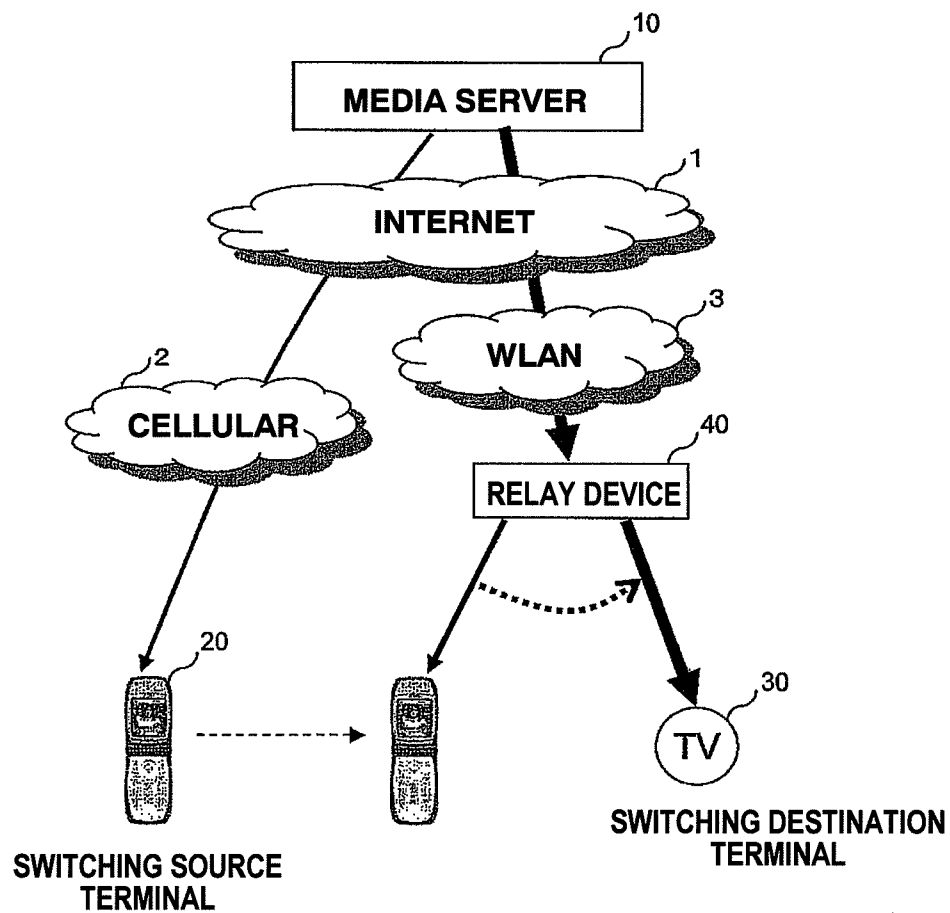 10
MEDIA SERVER
1
INTERNET
3
WLAN
2
CELLULAR
40
RELAY DEVICE
20
30
TV
SWITCHING DESTINATION
TERMINAL
SWITCHING SOURCE
TERMINAL